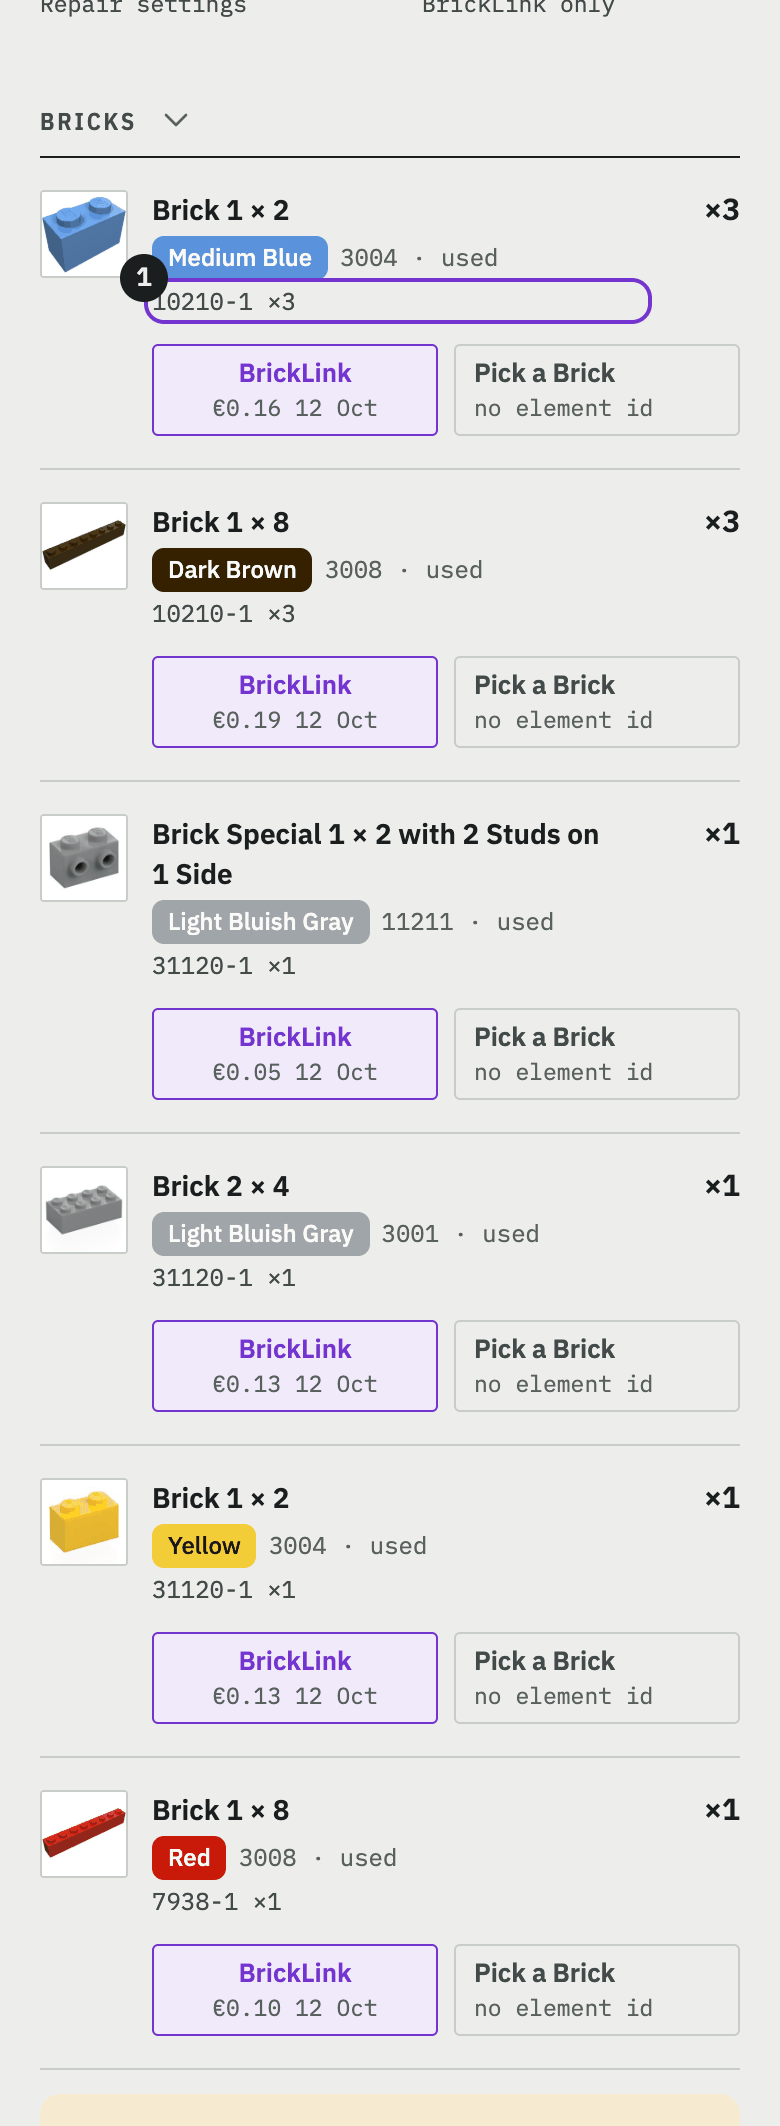 Repair settings
BrickLink only
BRICKS
Brick 1 × 2
×3
Medium Blue 3004 · used
1
10210-1 ×3
BrickLink
€0.16 12 Oct
Pick a Brick
no element id
Brick 1 × 8
×3
Dark Brown 3008 · used
10210-1 ×3
BrickLink
€0.19 12 Oct
Pick a Brick
no element id
Brick Special 1 × 2 with 2 Studs on
1 Side
×1
Light Bluish Gray 11211 · used
31120-1 ×1
BrickLink
€0.05 12 Oct
Pick a Brick
no element id
Brick 2 × 4
×1
Light Bluish Gray 3001 · used
31120-1 ×1
BrickLink
€0.13 12 Oct
Pick a Brick
no element id
Brick 1 × 2
×1
Yellow 3004 · used
31120-1 ×1
BrickLink
€0.13 12 Oct
Pick a Brick
no element id
Brick 1 × 8
×1
Red 3008 · used
7938-1 ×1
BrickLink
€0.10 12 Oct
Pick a Brick
no element id